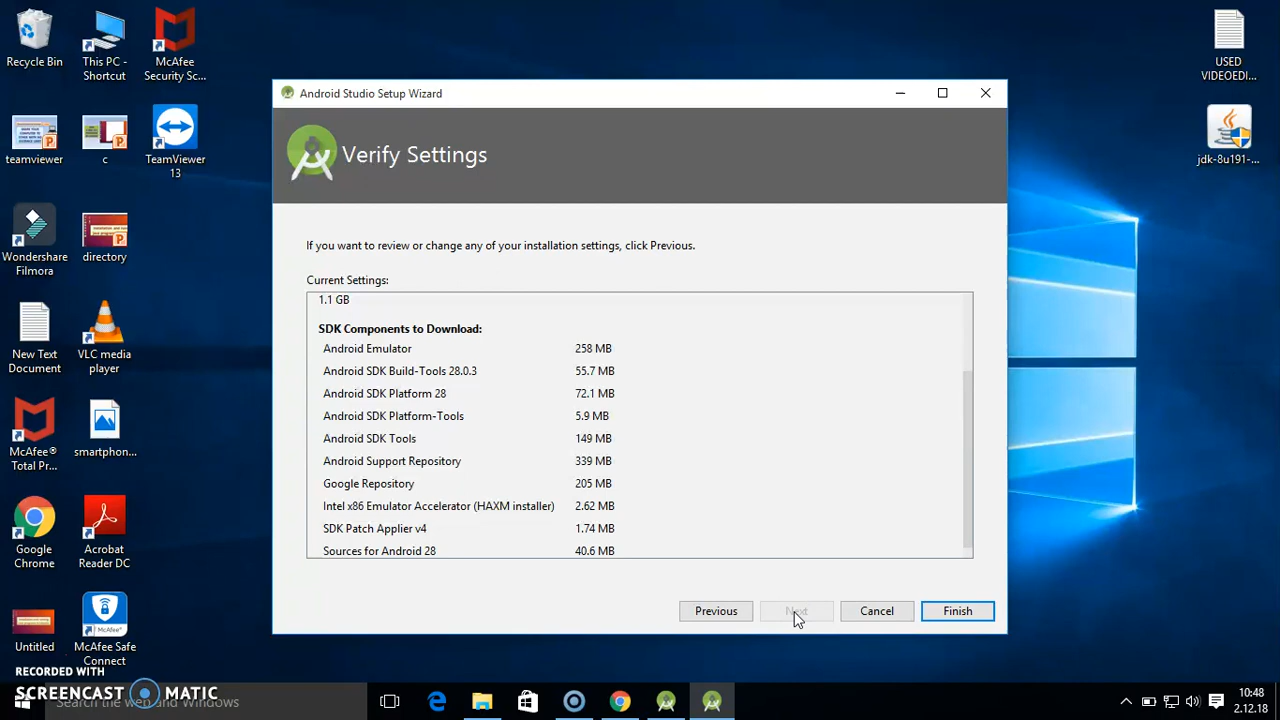 Recycle Bin
This PC -
Shortcut
McAfee
Security Sc...
USED
VIDEOEDI...
jdk-8u191-...
teamviewer
c
TeamViewer
13
Wondershare
Filmora
directory
New Text
Document
VLC media
player
McAfee®
Total Pr...
smartphon...
Google
Chrome
Acrobat
Reader DC
Untitled
McAfee Safe
Connect
Android Studio Setup Wizard
Verify Settings
If you want to review or change any of your installation settings, click Previous.
Current Settings:
1.1 GB
SDK Components to Download:
Android Emulator 258 MB
Android SDK Build-Tools 28.0.3 55.7 MB
Android SDK Platform 28 72.1 MB
Android SDK Platform-Tools 5.9 MB
Android SDK Tools 149 MB
Android Support Repository 339 MB
Google Repository 205 MB
Intel x86 Emulator Accelerator (HAXM installer) 2.62 MB
SDK Patch Applier v4 1.74 MB
Sources for Android 28 40.6 MB
Previous Next Cancel Finish
RECORDED WITH
SCREENCAST MATIC
Search the web and Windows
10:48
2.12.18